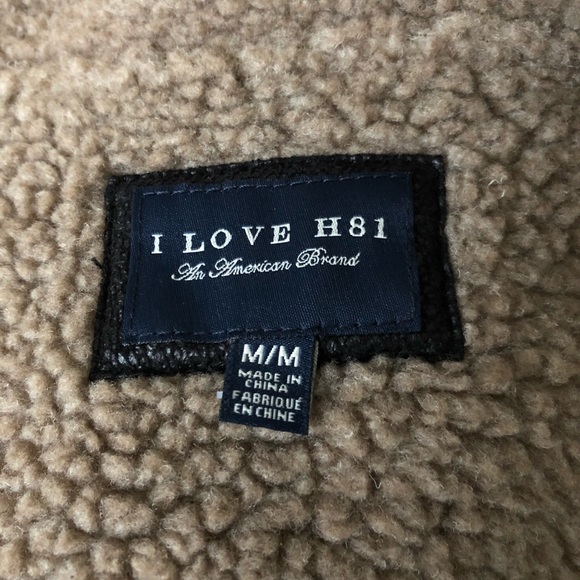 I LOVE H81
An American Brand
M/M
MADE IN
CHINA
FABRIQUÉ
EN CHINE